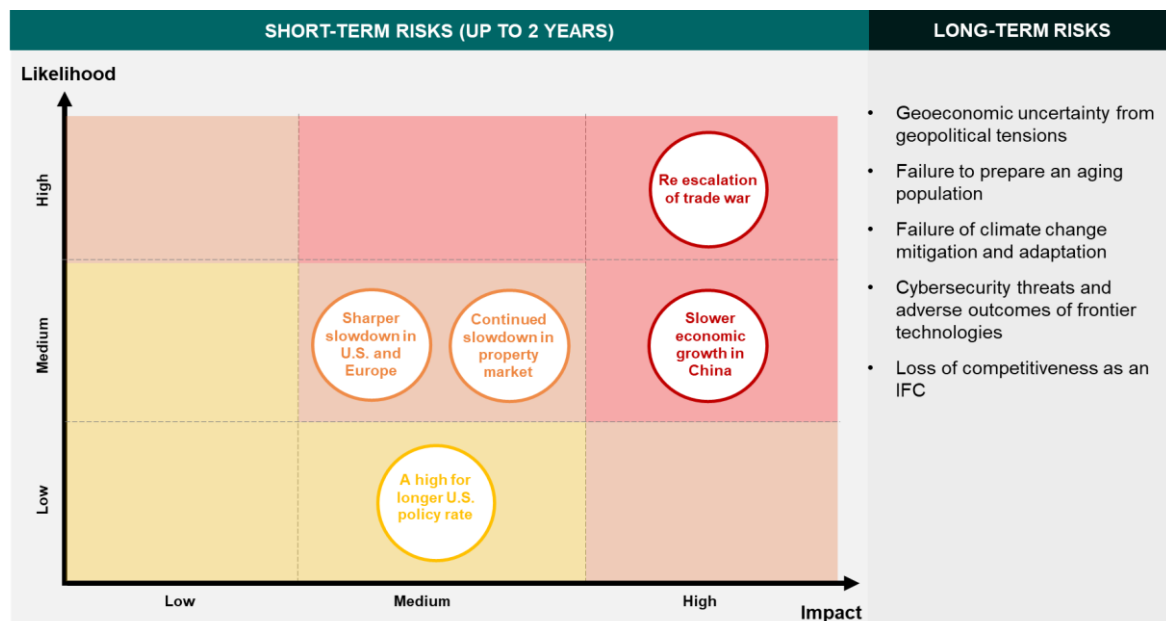 SHORT-TERM RISKS (UP TO 2 YEARS)
LONG-TERM RISKS
Likelihood
High
Medium
Low
Re escalation
of trade war
Sharper
slowdown in
U.S. and
Europe
Continued
slowdown in
property
market
Slower
economic
growth in
China
A high for
longer U.S.
policy rate
Low
Medium
High
Impact
• Geoeconomic uncertainty from
geopolitical tensions
• Failure to prepare an aging
population
• Failure of climate change
mitigation and adaptation
• Cybersecurity threats and
adverse outcomes of frontier
technologies
• Loss of competitiveness as an
IFC